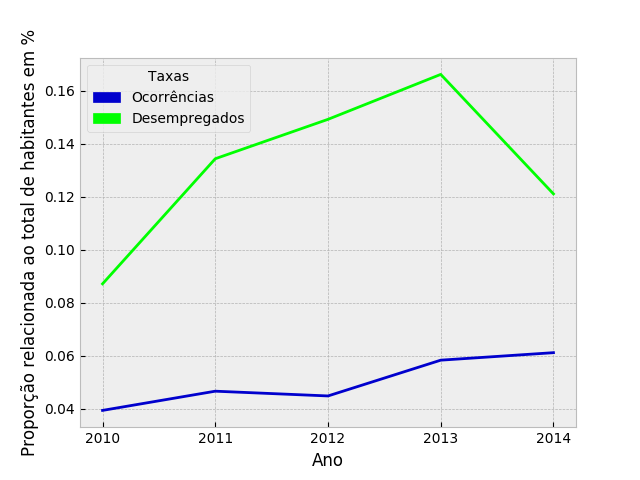 Proporção relacionada ao total de habitantes em %
Taxas
Ocorrências
Desempregados
0.16
0.14
0.12
0.10
0.08
0.06
0.04
2010 2011 2012 2013 2014
Ano